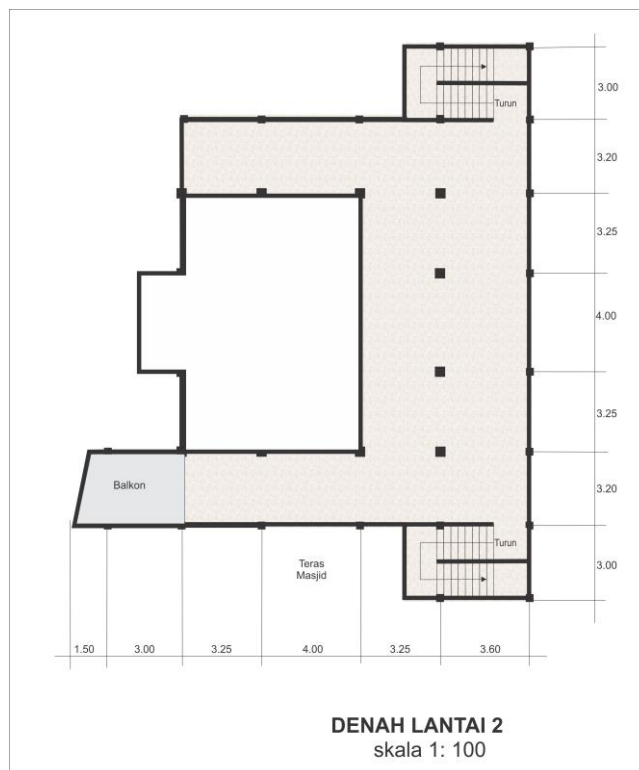 3.00
Turun
3.20
3.25
4.00
3.25
3.20
Balkon
Turun
3.00
Teras
Masjid
1.50 3.00 3.25 4.00 3.25 3.60
DENAH LANTAI 2
skala 1: 100